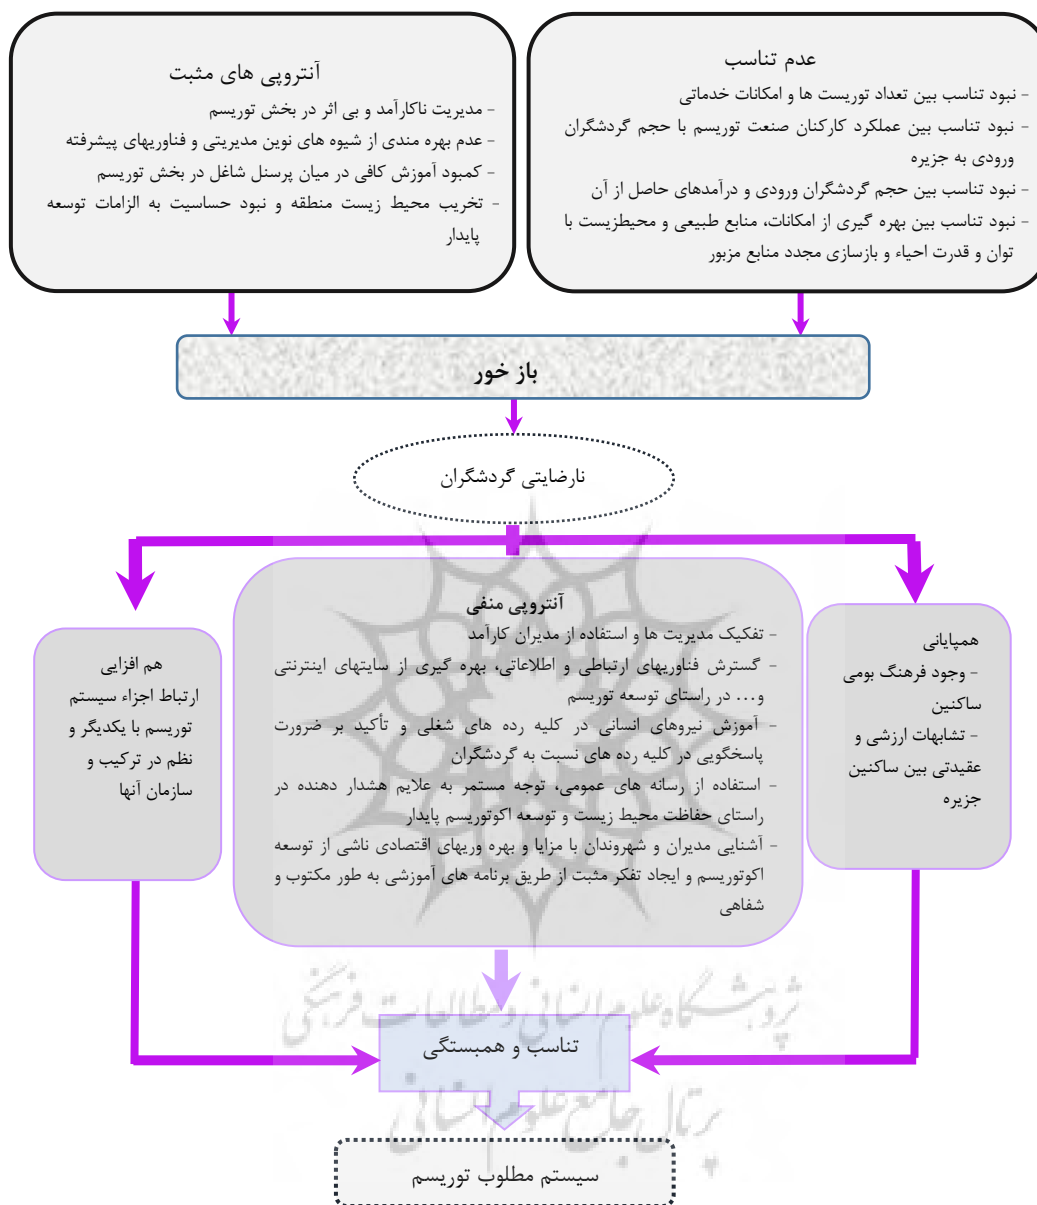 عدم تناسب
- نبود تناسب بین تعداد توریست ها و امکانات خدماتی
- نبود تناسب بین عملکرد کارکنان صنعت توریسم با حجم گردشگران
ورودی به جزیره
- نبود تناسب بین حجم گردشگران ورودی و درآمدهای حاصل از آن
- نبود تناسب بین بهره گیری از امکانات، منابع طبیعی و محیطزیست با
توان و قدرت احیاء و بازسازی مجدد منابع مزبور
آنتروپی های مثبت
- مدیریت ناکارآمد و بی اثر در بخش توریسم
- عدم بهره مندی از شیوه های نوین مدیریتی و فناوریهای پیشرفته
- کمبود آموزش کافی در میان پرسنل شاغل در بخش توریسم
- تخریب محیط زیست منطقه و نبود حساسیت به الزامات توسعه
پایدار
باز خور
نارضایتی گردشگران
همپایانی
- وجود فرهنگ بومی
ساکنین
- تشابهات ارزشی و
عقیدتی بین ساکنین
جزیره
آنتروپی منفی
- تفکیک مدیریت ها و استفاده از مدیران کارآمد
- گسترش فناوریهای ارتباطی و اطلاعاتی، بهره گیری از سایتهای اینترنتی
و... در راستای توسعه توریسم
- آموزش نیروهای انسانی در کلیه رده های شغلی و تأکید بر ضرورت
پاسخگویی در کلیه رده های نسبت به گردشگران
- استفاده از رسانه های عمومی، توجه مستمر به علایم هشدار دهنده در
راستای حفاظت محیط زیست و توسعه اکوتوریسم پایدار
- آشنایی مدیران و شهروندان با مزایا و بهره وریهای اقتصادی ناشی از توسعه
اکوتوریسم و ایجاد تفکر مثبت از طریق برنامه های آموزشی به طور مکتوب و
شفاهی
هم افزایی
ارتباط اجزاء سیستم
توریسم با یکدیگر و
نظم در ترکیب و
سازمان آنها
پژوهشگاه علوم انسانی و مطالعات فرهنگی
تناسب و همبستگی
پرتال جامع علوم انسانی
سیستم مطلوب توریسم